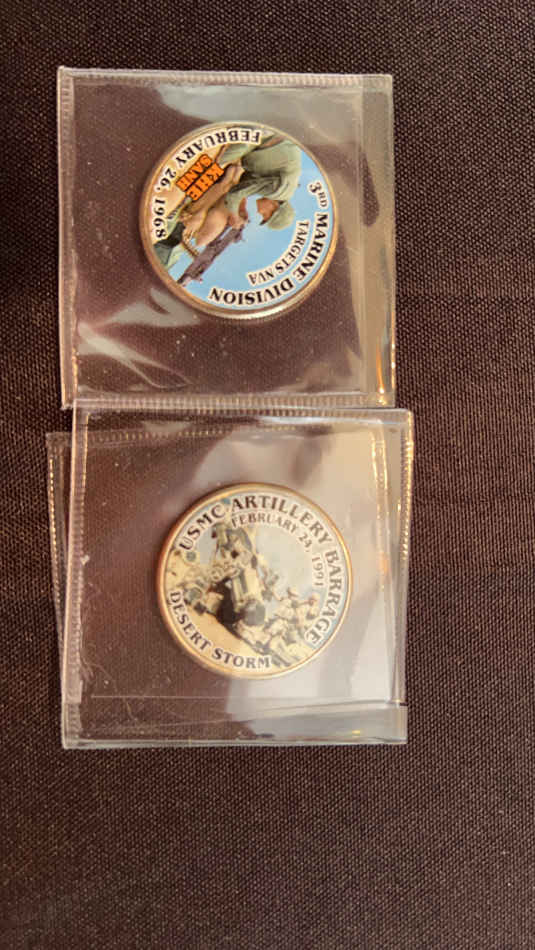 3RD MARINE DIVISION
TARGETS NVA
KHE
SANH
FEBRUARY 26, 1968
USMC ARTILLERY BARRAGE
FEBRUARY 24, 1991
DESERT STORM